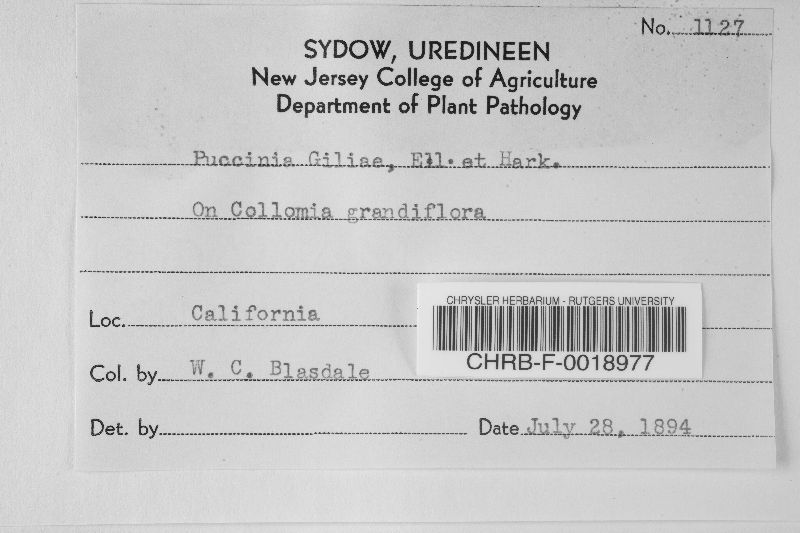 No. 1127
SYDOW, UREDINEEN
New Jersey College of Agriculture
Department of Plant Pathology
Puccinia Giliae, Ell. et Hark.
On Collomia grandiflora
Loc. California
CHRYSLER HERBARIUM - RUTGERS UNIVERSITY
CHRB-F-0018977
Col. by W. C. Blasdale
Det. by Date July 28, 1894